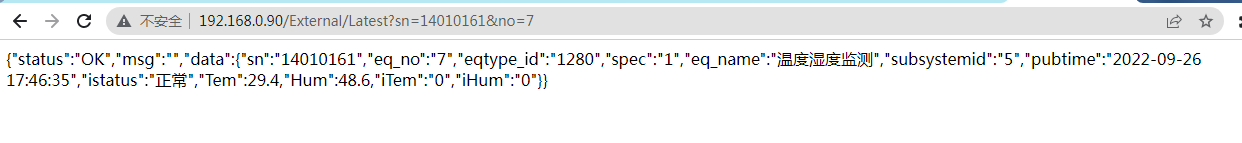 不安全 | 192.168.0.90/External/Latest?sn=14010161&no=7
{"status":"OK","msg":"","data":{"sn":"14010161","eq_no":"7","eqtype_id":"1280","spec":"1","eq_name":"温度湿度监测","subsystemid":"5","pubtime":"2022-09-26
17:46:35","istatus":"正常","Tem":29.4,"Hum":48.6,"iTem":"0","iHum":"0"}}